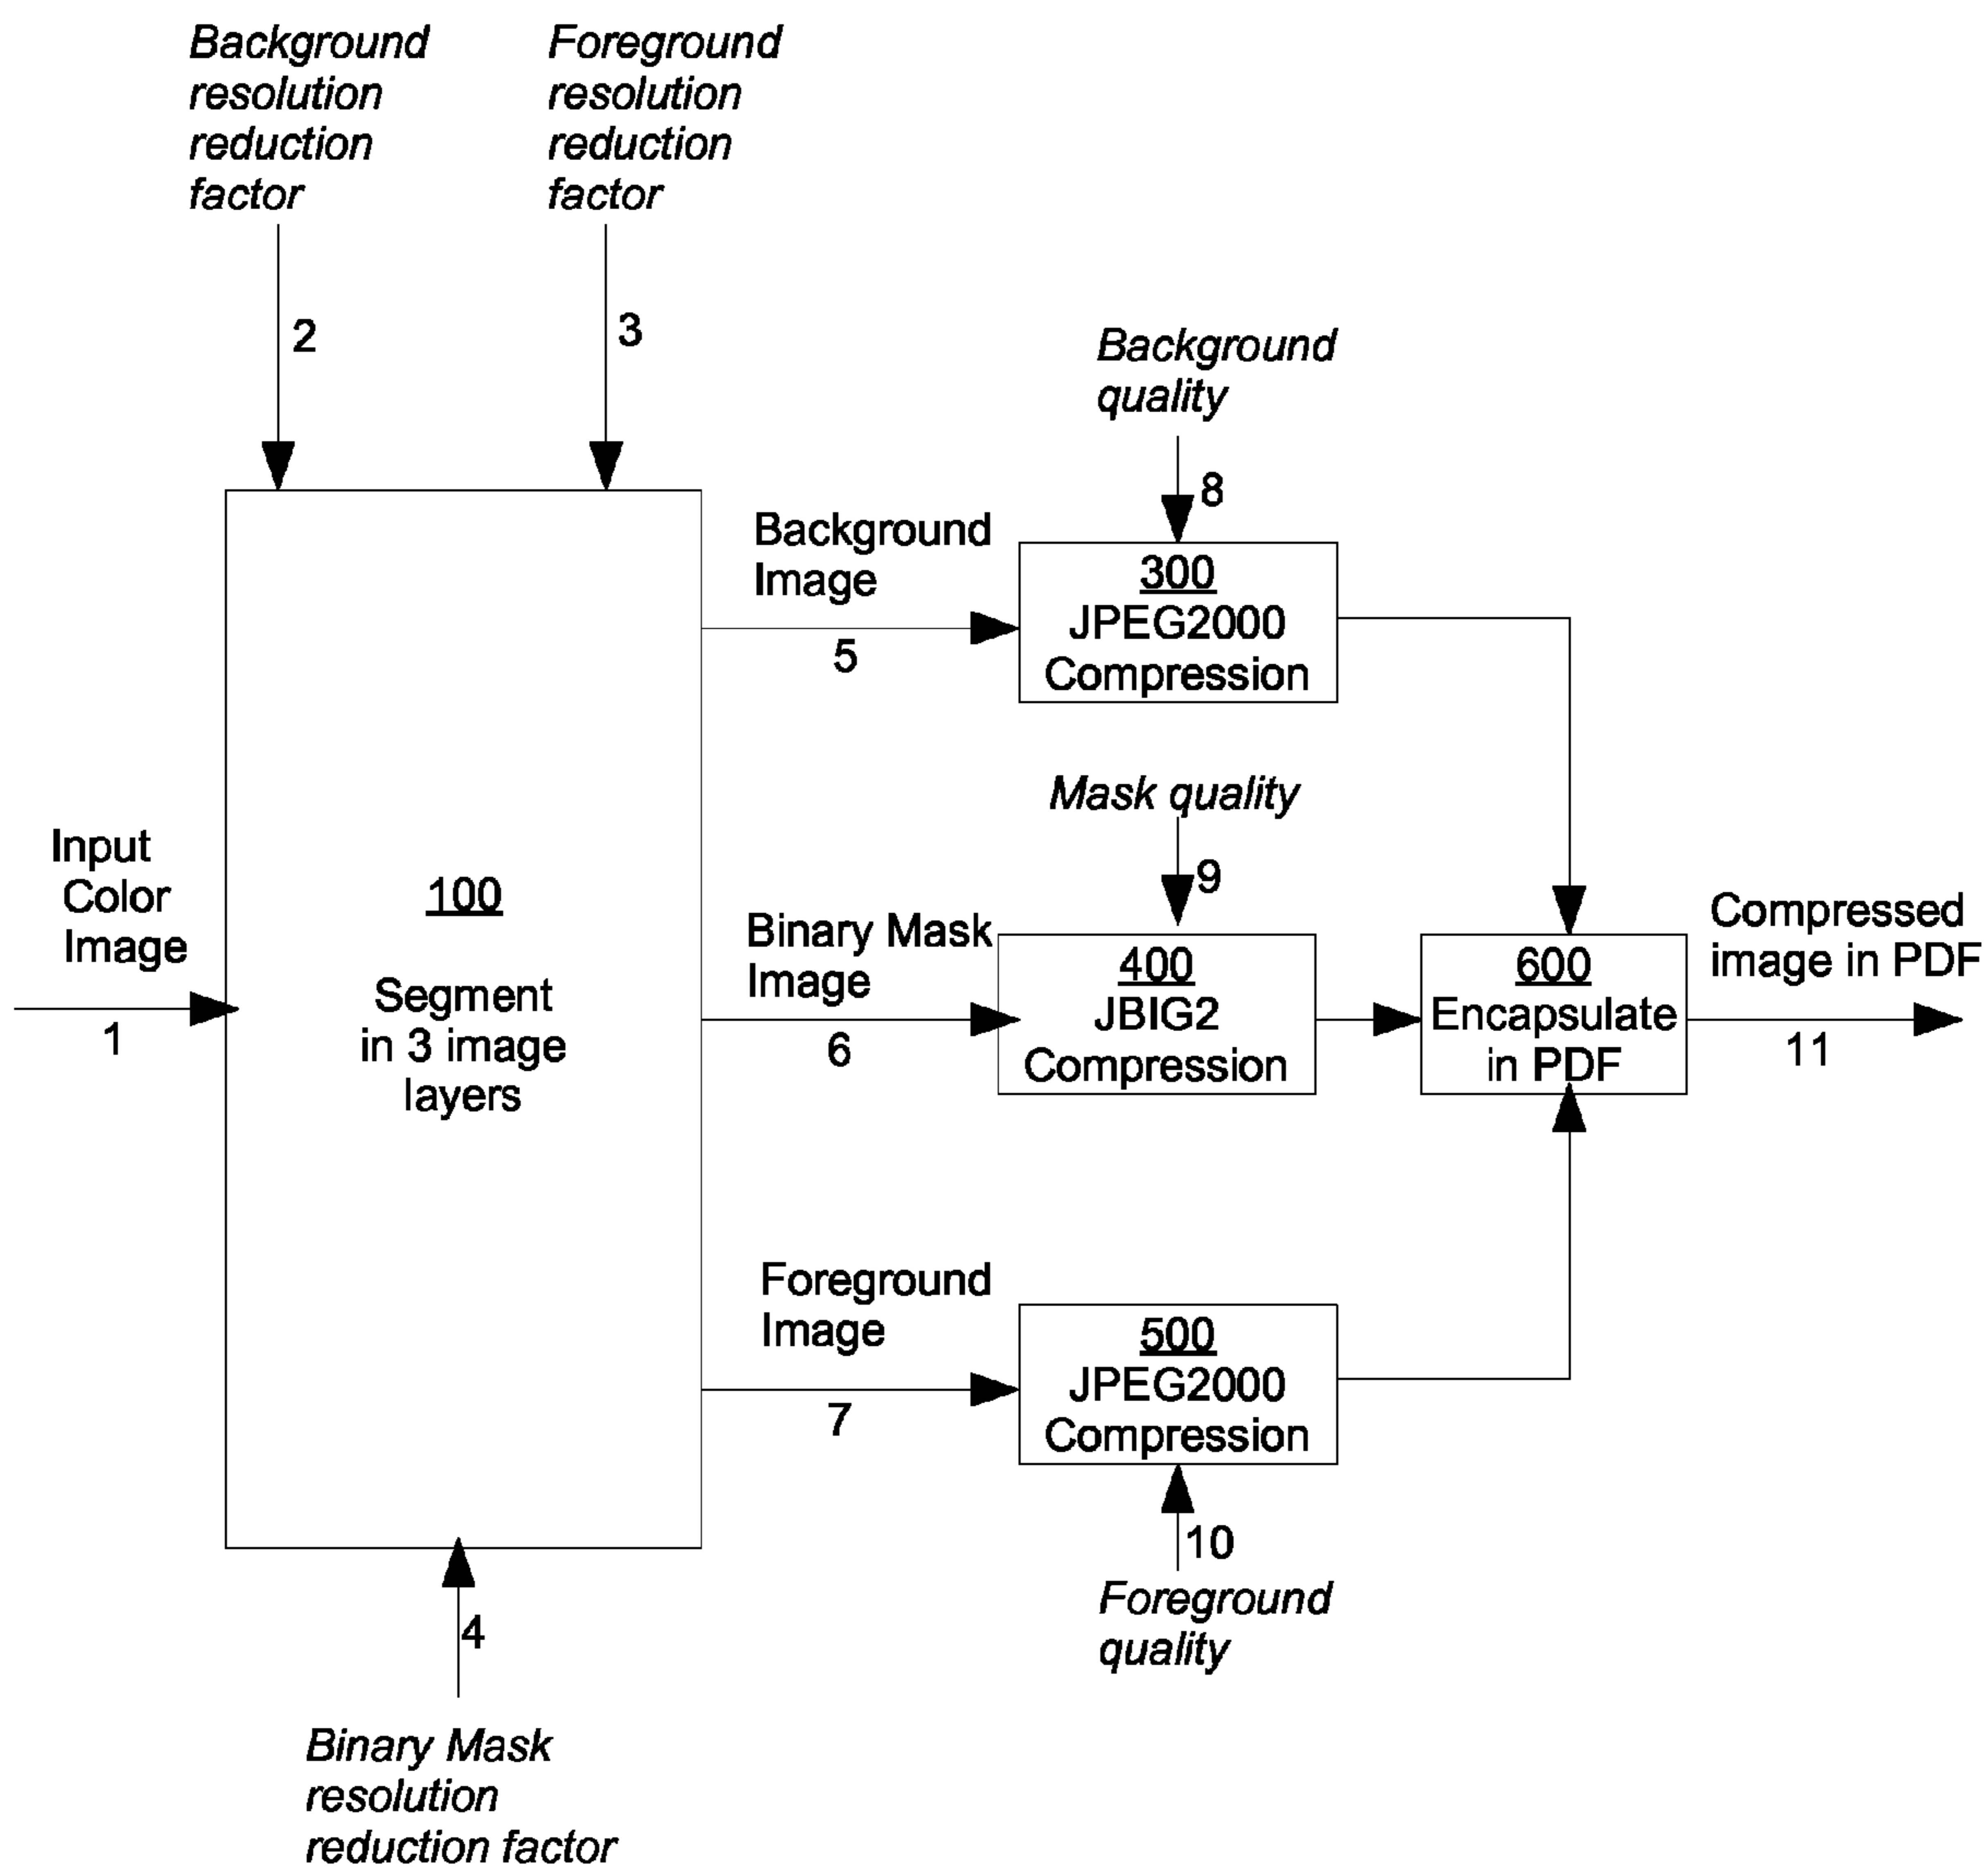 Background
resolution
reduction
factor
Foreground
resolution
reduction
factor
2
3
Background
quality
8
Background
Image
5
300
JPEG2000
Compression
Mask quality
9
Input
Color
Image
1
100
Segment
in 3 image
layers
Binary Mask
Image
6
400
JBIG2
Compression
600
Encapsulate
in PDF
Compressed
image in PDF
11
Foreground
Image
7
500
JPEG2000
Compression
10
Foreground
quality
4
Binary Mask
resolution
reduction factor